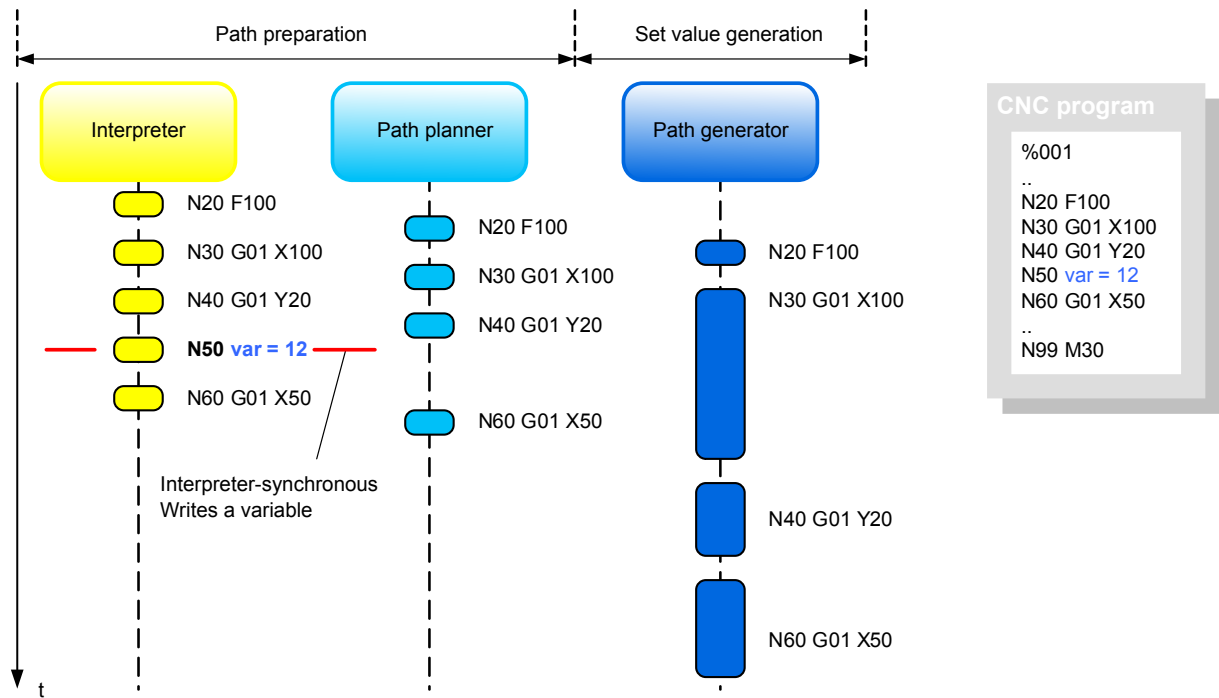 Path preparation
Set value generation
Interpreter
Path planner
Path generator
N20 F100
N30 G01 X100
N40 G01 Y20
N50 var = 12
N60 G01 X50
Interpreter-synchronous
Writes a variable
N20 F100
N30 G01 X100
N40 G01 Y20
N60 G01 X50
N20 F100
N30 G01 X100
N40 G01 Y20
N60 G01 X50
t
CNC program
%001
..
N20 F100
N30 G01 X100
N40 G01 Y20
N50 var = 12
N60 G01 X50
..
N99 M30